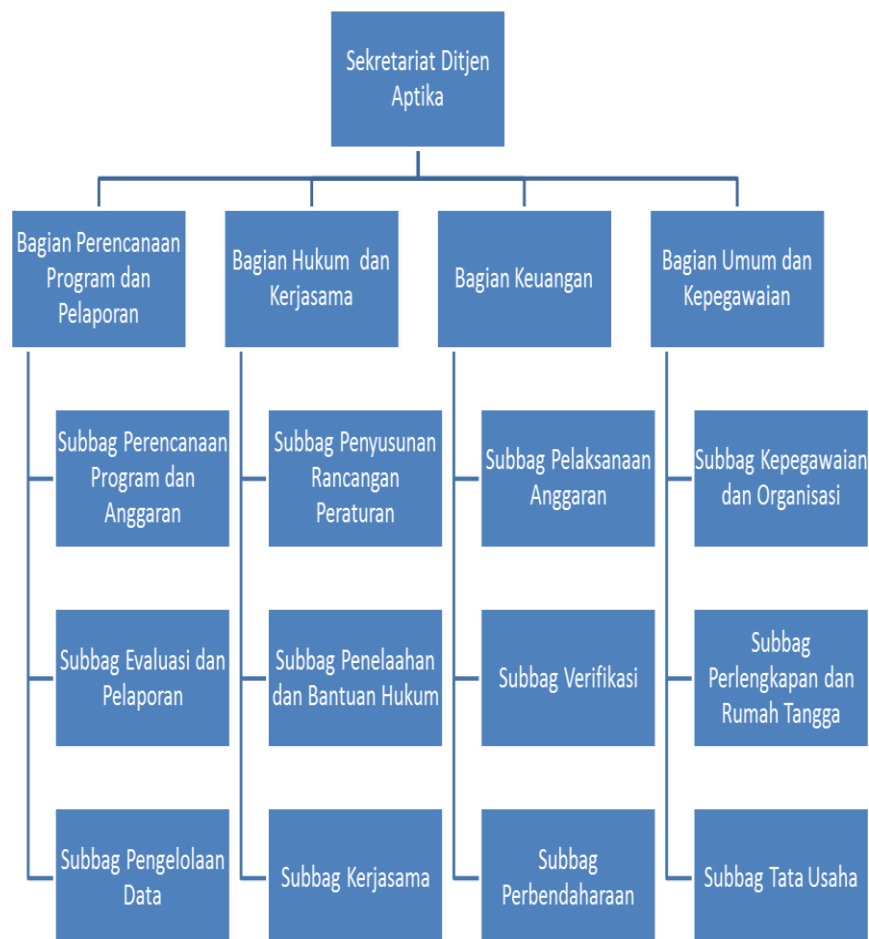 Sekretariat Ditjen
Aptika
Bagian Perencanaan
Program dan
Pelaporan
Bagian Hukum dan
Kerjasama
Bagian Keuangan
Bagian Umum dan
Kepegawaian
Subbag Perencanaan
Program dan
Anggaran
Subbag Penyusunan
Rancangan
Peraturan
Subbag Pelaksanaan
Anggaran
Subbag Kepegawaian
dan Organisasi
Subbag Evaluasi dan
Pelaporan
Subbag Penelaahan
dan Bantuan Hukum
Subbag Verifikasi
Subbag
Perlengkapan dan
Rumah Tangga
Subbag Pengelolaan
Data
Subbag Kerjasama
Subbag
Perbendaharaan
Subbag Tata Usaha